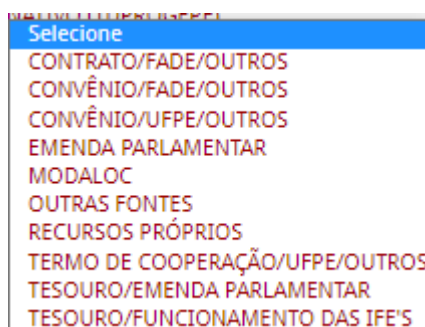 Selecione
CONTRATO/FADE/OUTROS
CONVÊNIO/FADE/OUTROS
CONVÊNIO/UFPE/OUTROS
EMENDA PARLAMENTAR
MODALOC
OUTRAS FONTES
RECURSOS PRÓPRIOS
TERMO DE COOPERAÇÃO/UFPE/OUTROS
TESOURO/EMENDA PARLAMENTAR
TESOURO/FUNCIONAMENTO DAS IFE'S